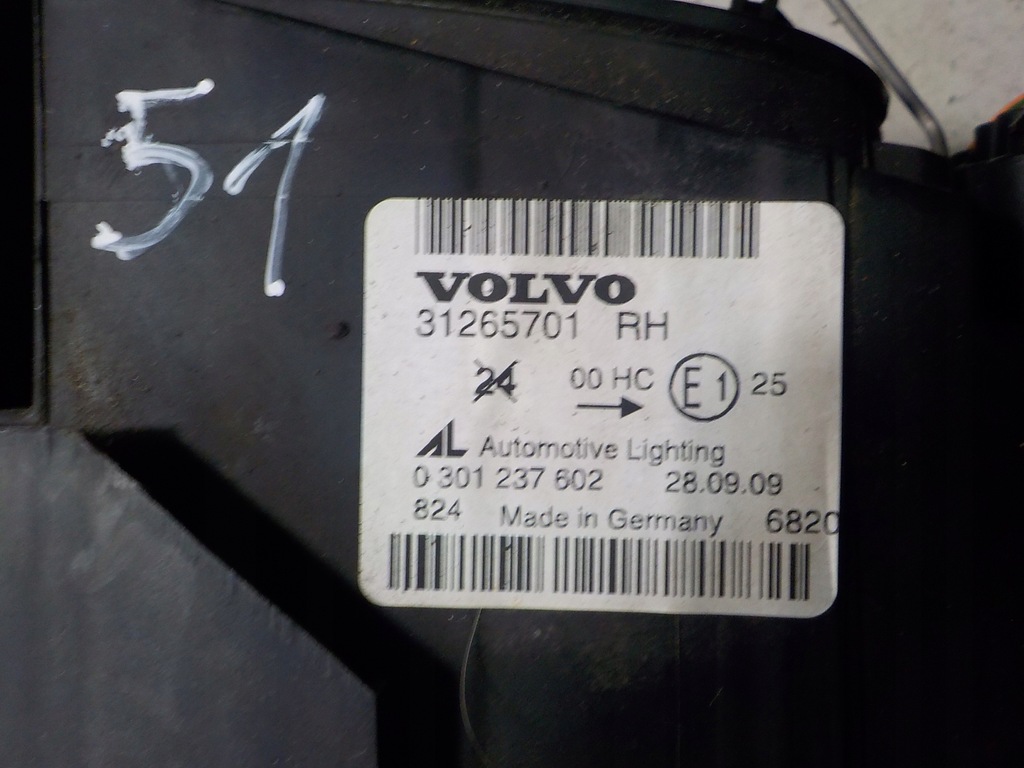 51
VOLVO
31265701 RH
24 00 HC E1 25
AL Automotive Lighting
0 301 237 602 28.09.09
824 Made in Germany 6820